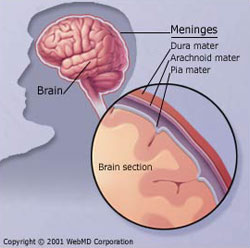 Meninges
Dura mater
Arachnoid mater
Pia mater
Brain
Brain section
Copyright © 2001 WebMD Corporation